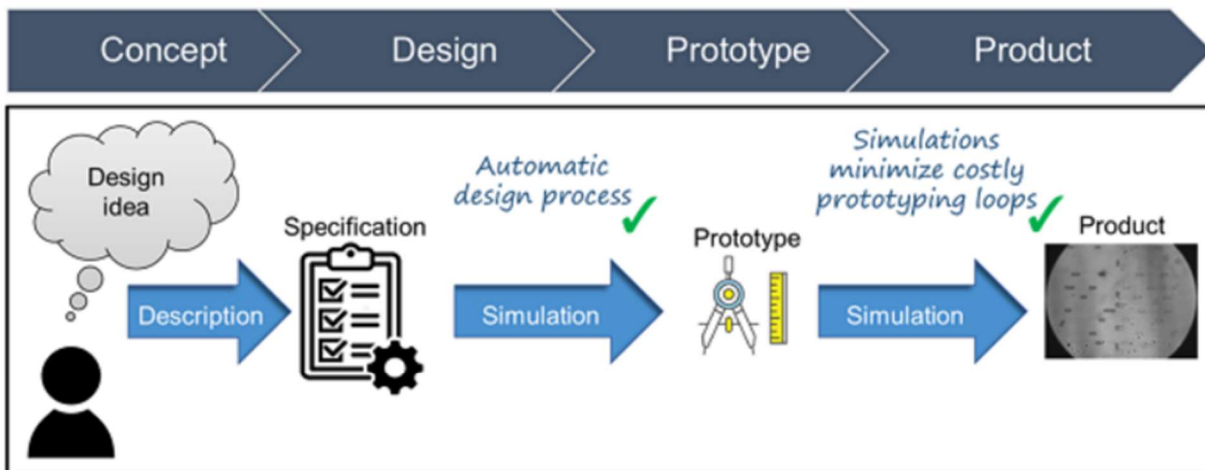 Concept
Design
Prototype
Product
Design
idea
Description
Specification
Automatic
design process
Simulation
Prototype
Simulations
minimize costly
prototyping loops
Simulation
Product